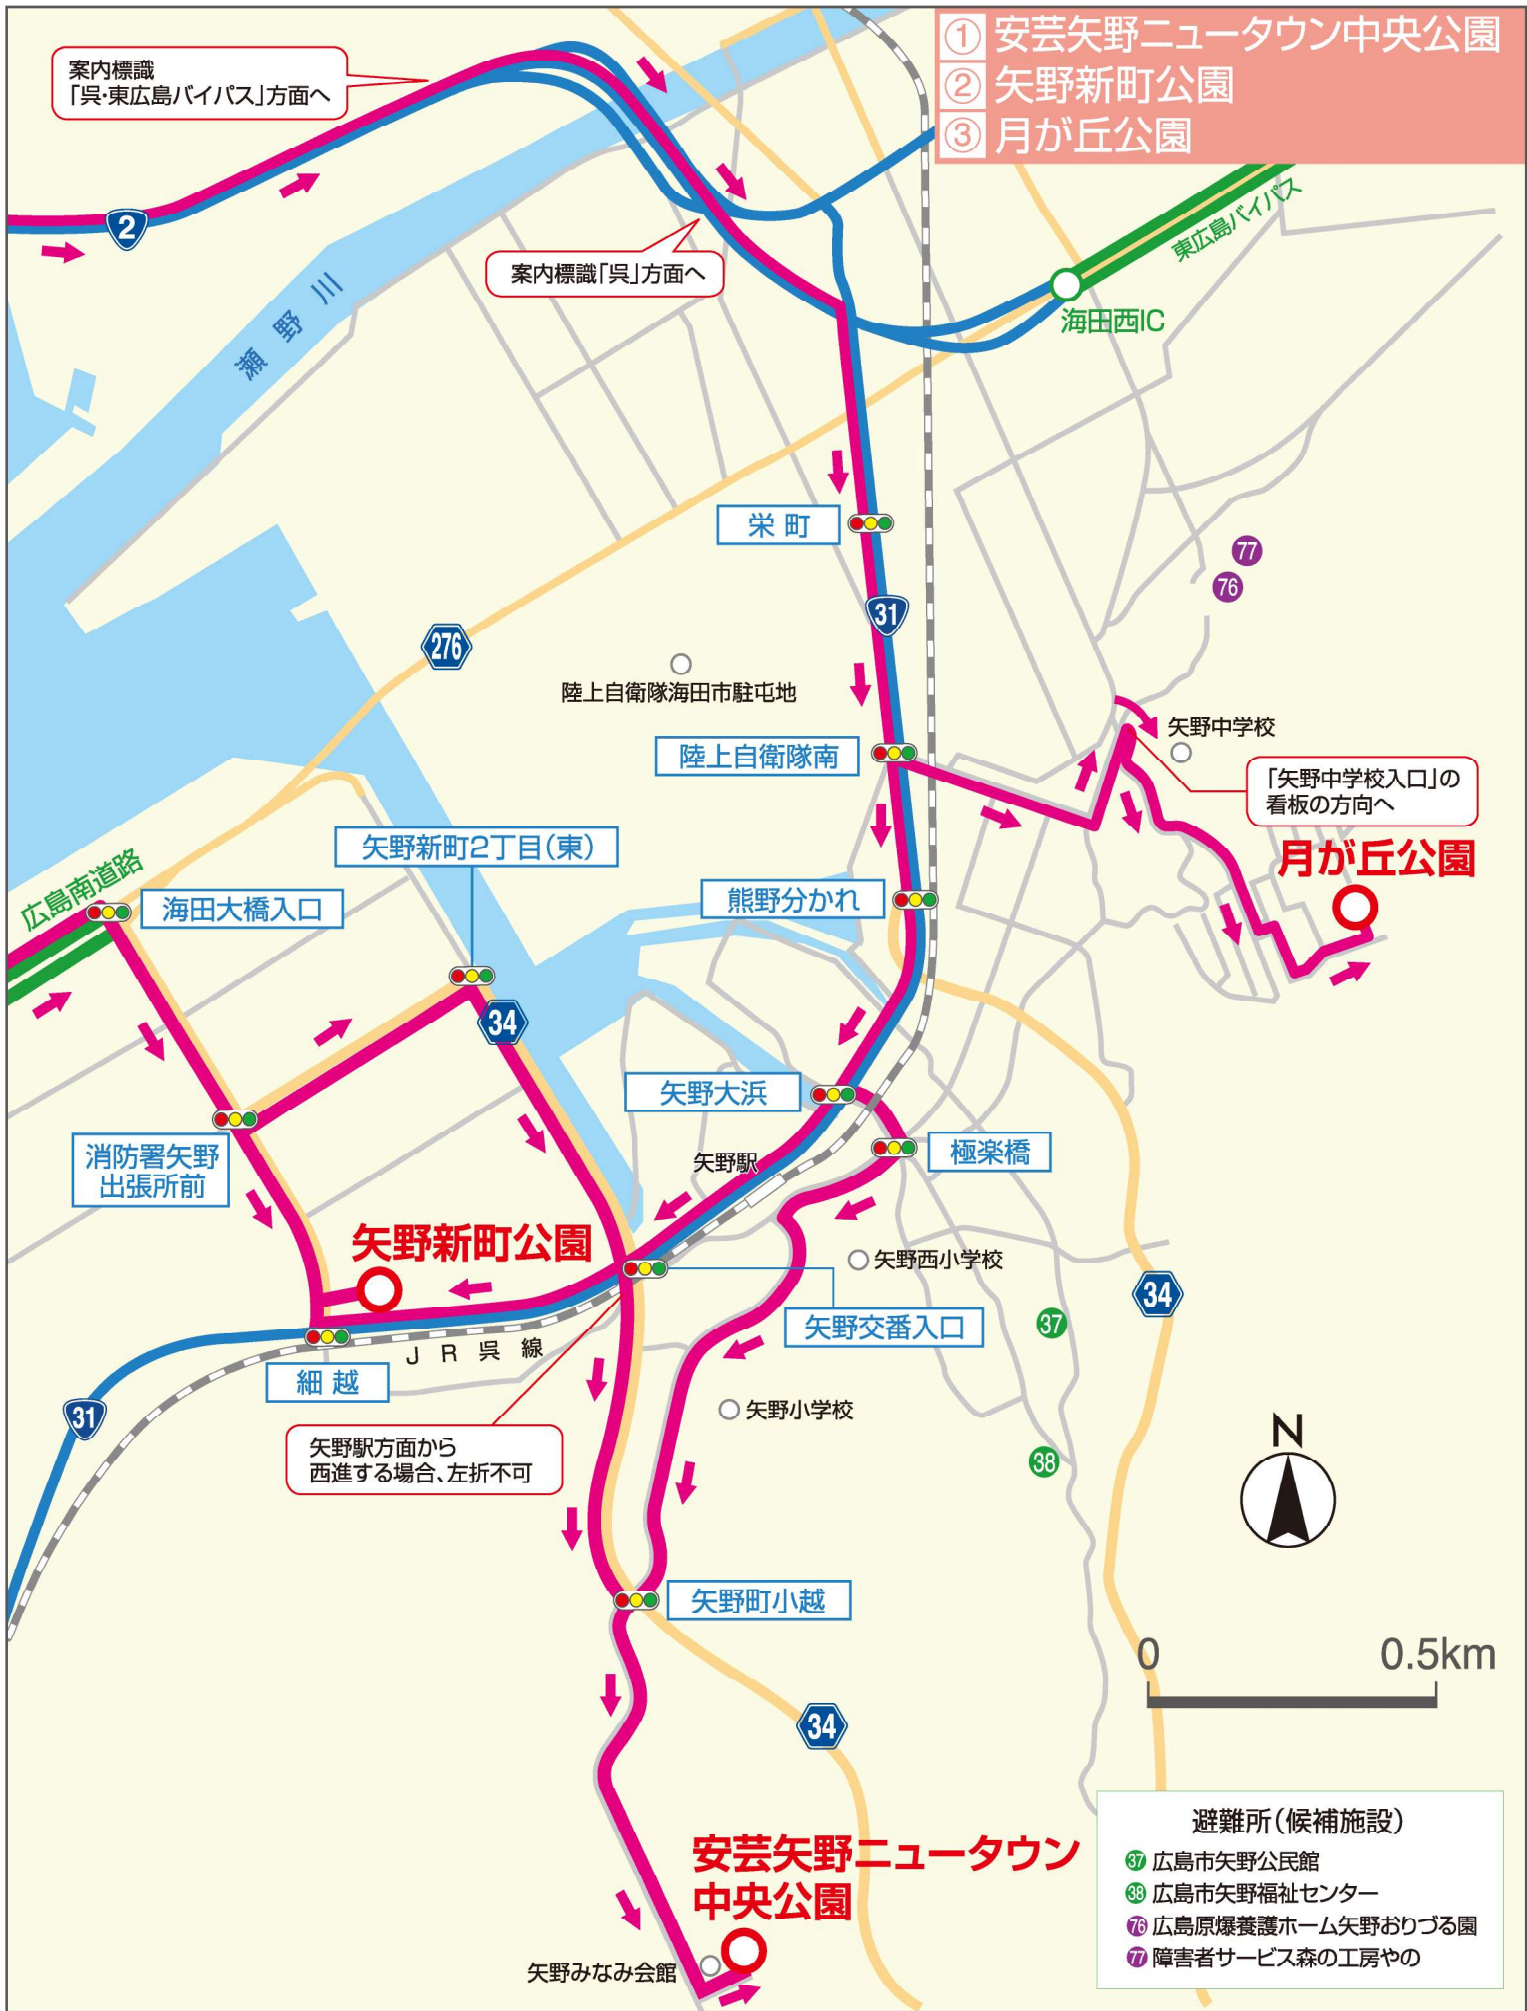 ① 安芸矢野ニュータウン中央公園
② 矢野新町公園
③ 月が丘公園
案内標識
「呉・東広島バイパス」方面へ
2
案内標識「呉」方面へ
東広島バイパス
海田西IC
瀬野川
栄町
77
76
31
276
陸上自衛隊海田市駐屯地
矢野中学校
陸上自衛隊南
「矢野中学校入口」の
看板の方向へ
月が丘公園
矢野新町2丁目(東)
広島南道路
海田大橋入口
熊野分かれ
34
矢野大浜
極楽橋
消防署矢野
出張所前
矢野駅
矢野新町公園
矢野西小学校
34
37
矢野交番入口
JR呉線
細越
31
矢野小学校
矢野駅方面から
西進する場合、左折不可
38
N
矢野町小越
0 0.5km
34
安芸矢野ニュータウン
中央公園
矢野みなみ会館
避難所(候補施設)
37 広島市矢野公民館
38 広島市矢野福祉センター
76 広島原爆養護ホーム矢野おりづる園
77 障害者サービス森の工房やの